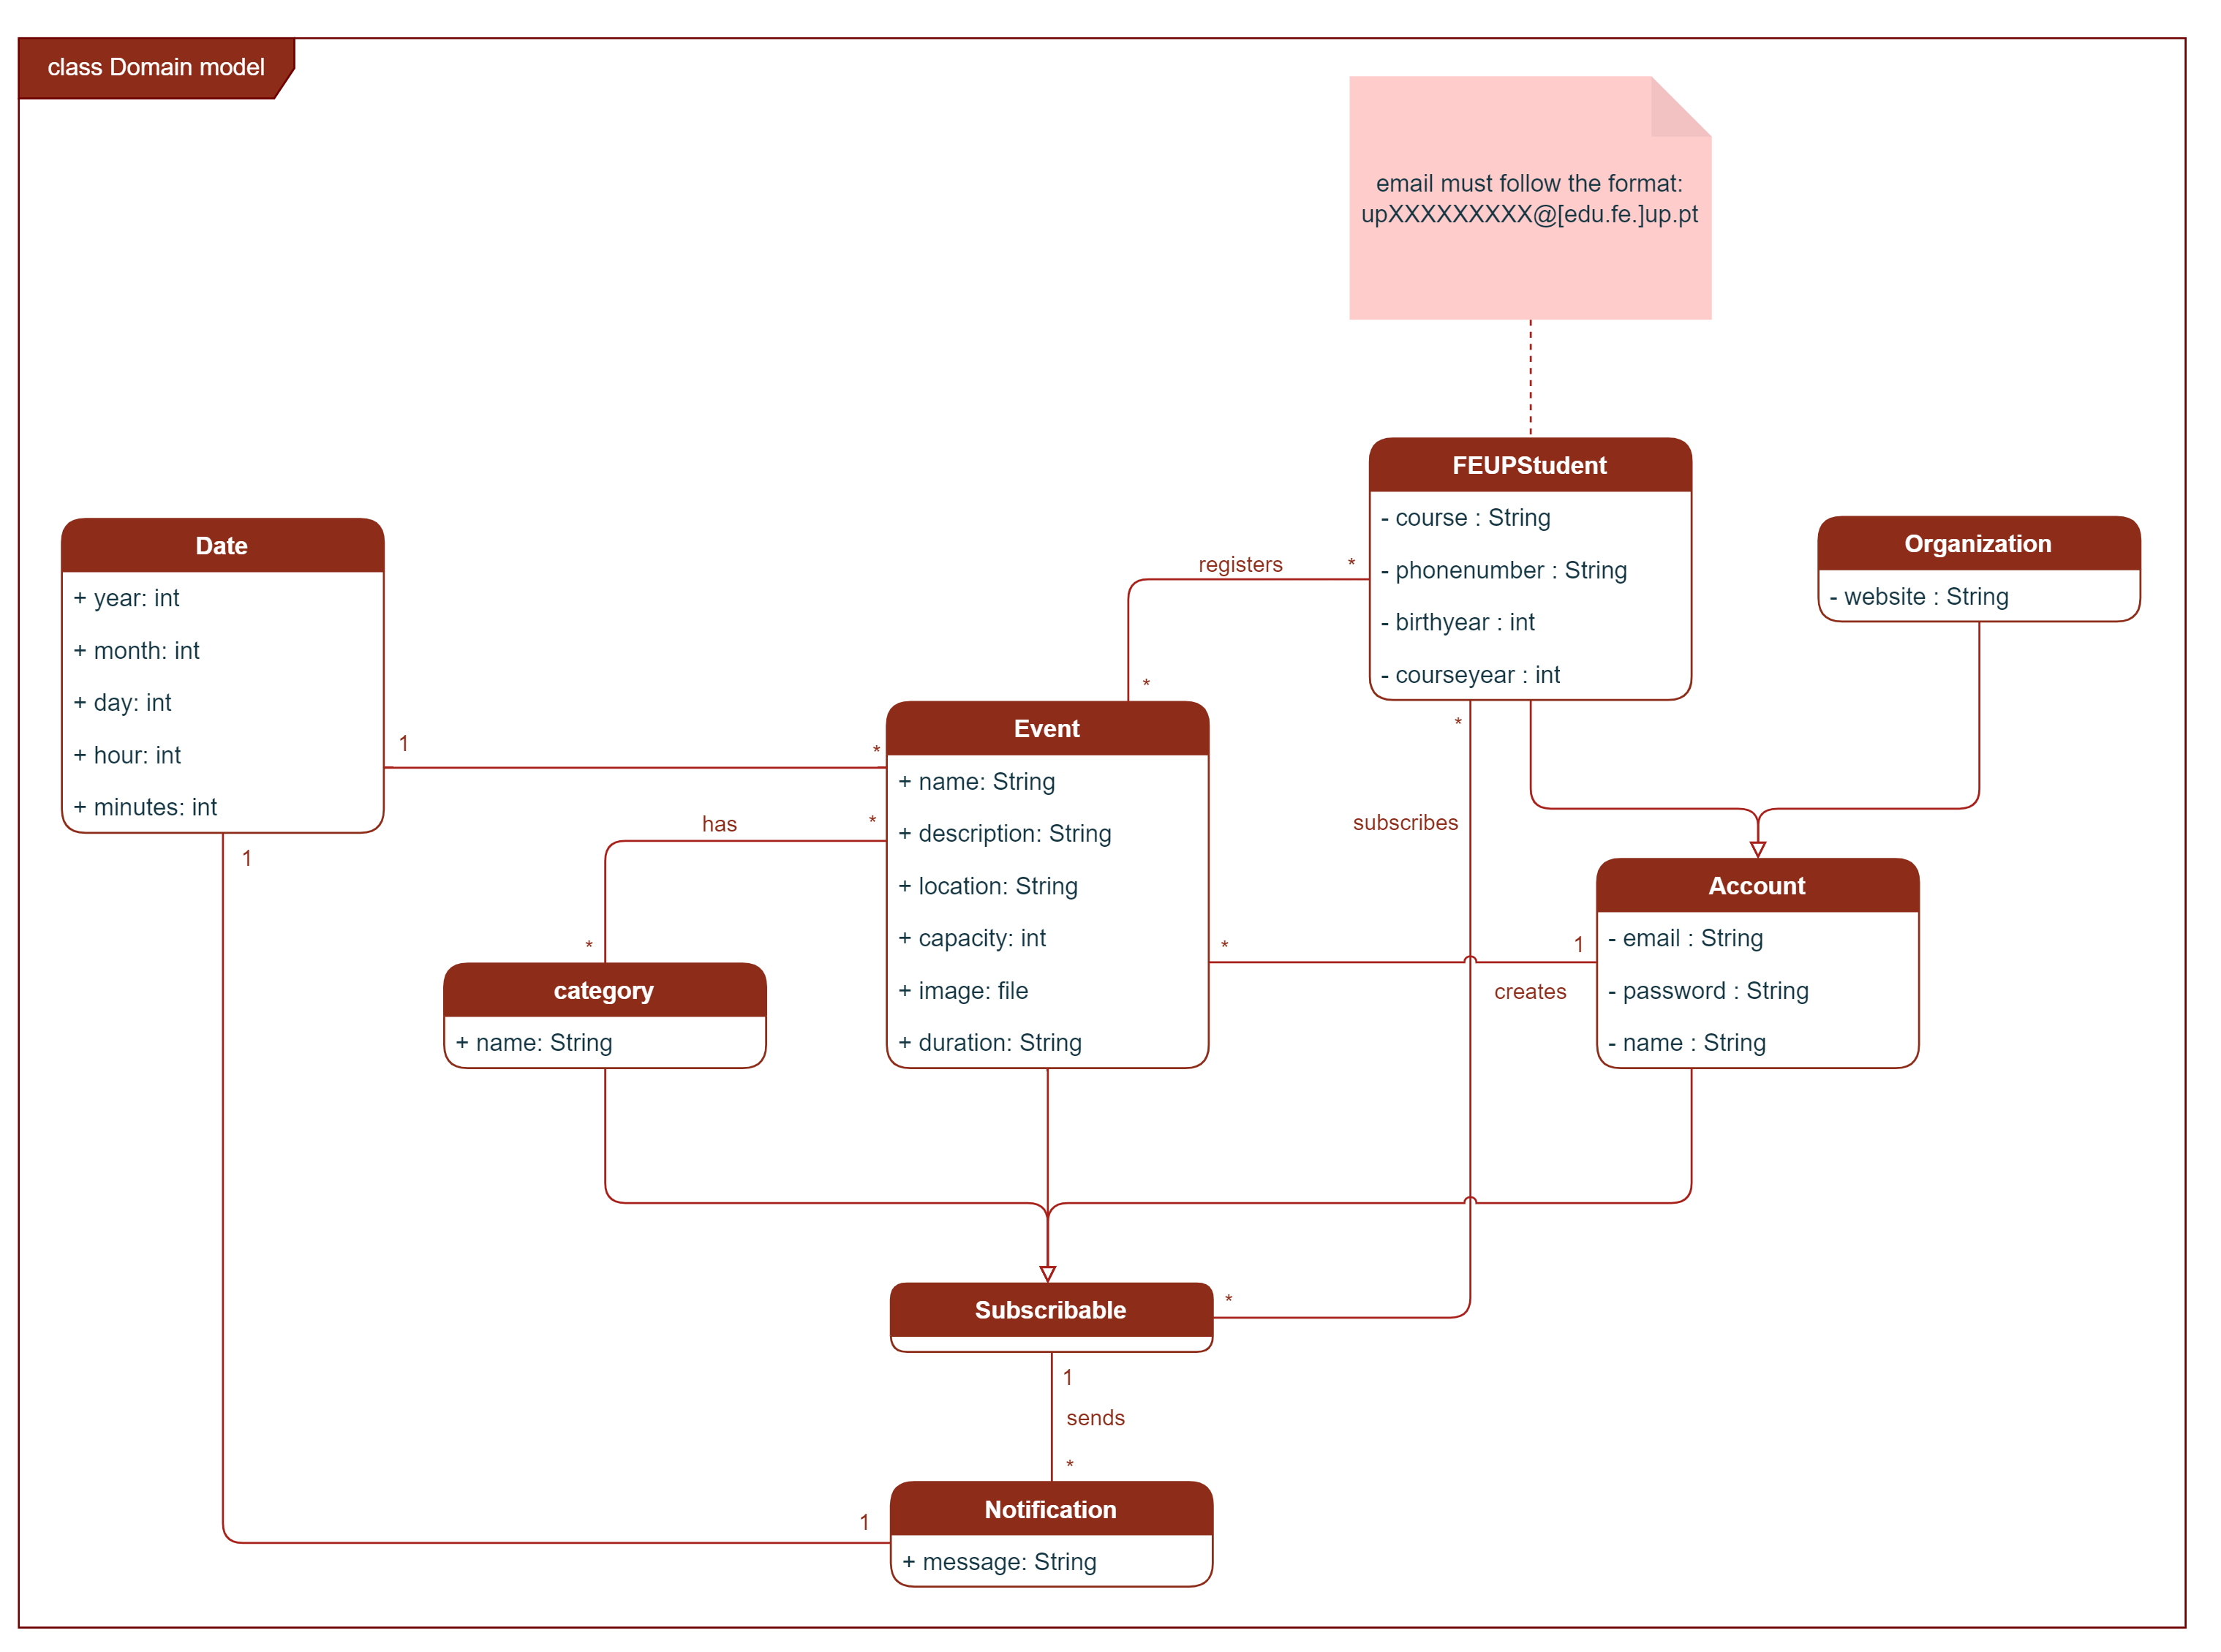 class Domain model
email must follow the format:
upXXXXXXXXX@[edu.fe.]up.pt
FEUPStudent
- course : String
- phonenumber : String
- birthyear : int
- courseyear : int
Organization
- website : String
Date
+ year: int
+ month: int
+ day: int
+ hour: int
+ minutes: int
registers
*
*
1
*
Event
+ name: String
+ description: String
+ location: String
+ capacity: int
+ image: file
+ duration: String
has
*
*
category
+ name: String
*
subscribes
*
1
creates
Account
- email : String
- password : String
- name : String
1
Subscribable
*
1
sends
*
1
Notification
+ message: String